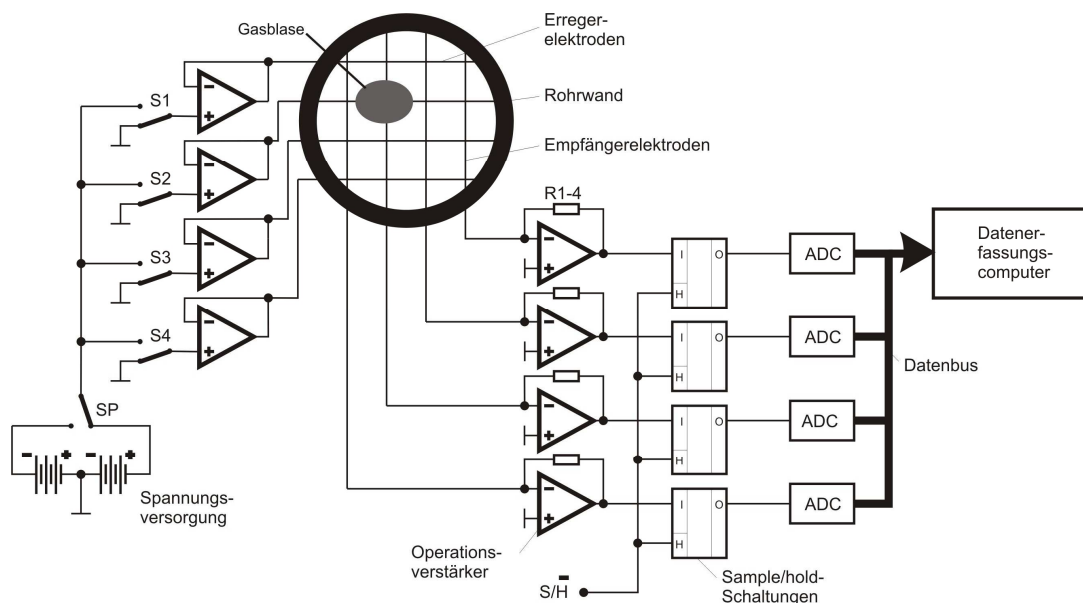 Gasblase
Erreger-
elektroden
Rohrwand
Empfängerelektroden
S1
S2
S3
S4
SP
- +
- +
Spannungs-
versorgung
- +
- +
- +
- +
R1-4
- +
- +
- +
- +
Operations-
verstärker
I O
H
I O
H
I O
H
I O
H
S/H̅
Sample/hold-
Schaltungen
ADC
ADC
ADC
ADC
Datenbus
Datener-
fassungs-
computer